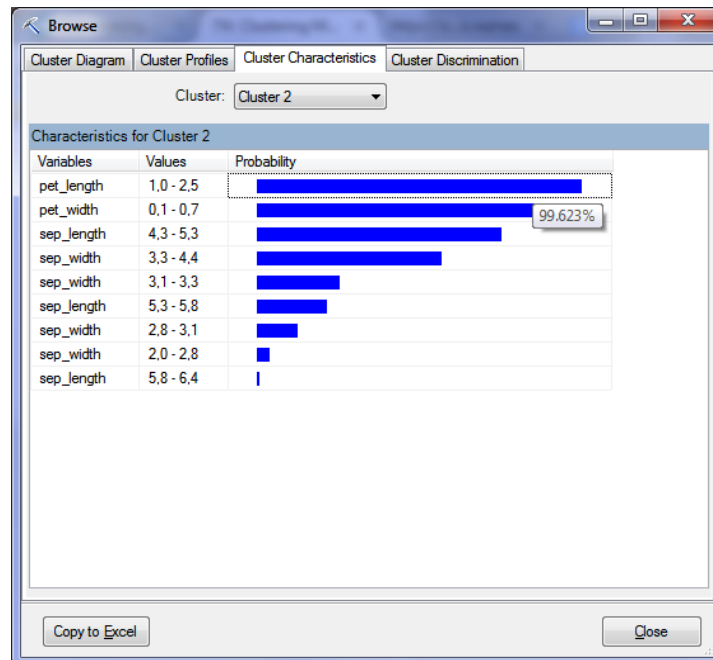 Browse
Cluster Diagram Cluster Profiles Cluster Characteristics Cluster Discrimination
Cluster: Cluster 2
Characteristics for Cluster 2
Variables Values Probability
pet_length 1,0 - 2,5
pet_width 0,1 - 0,7
99.623%
sep_length 4,3 - 5,3
sep_width 3,3 - 4,4
sep_width 3,1 - 3,3
sep_length 5,3 - 5,8
sep_width 2,8 - 3,1
sep_width 2,0 - 2,8
sep_length 5,8 - 6,4
Copy to Excel Close